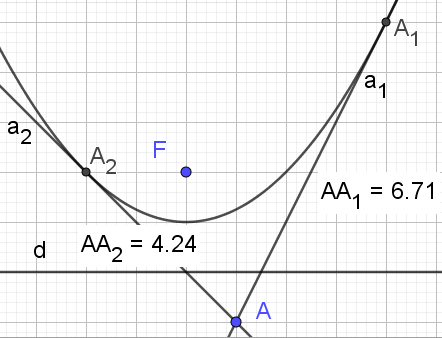 A₁
a₁
a₂
A₂
F
AA₁ = 6.71
d
AA₂ = 4.24
A